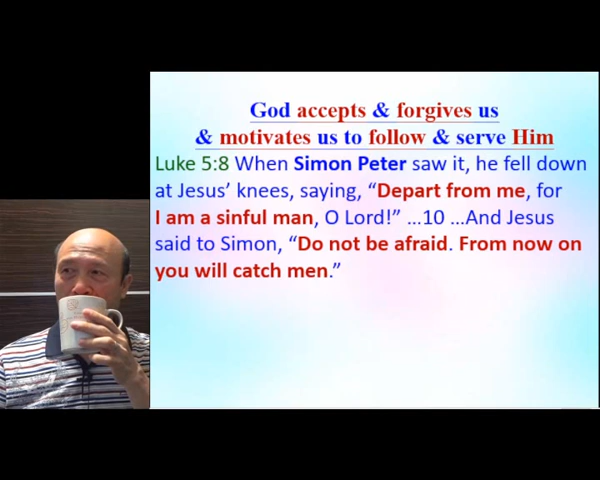 God accepts & forgives us
& motivates us to follow & serve Him
Luke 5:8 When Simon Peter saw it, he fell down
at Jesus’ knees, saying, “Depart from me, for
I am a sinful man, O Lord!” …10 …And Jesus
said to Simon, “Do not be afraid. From now on
you will catch men.”